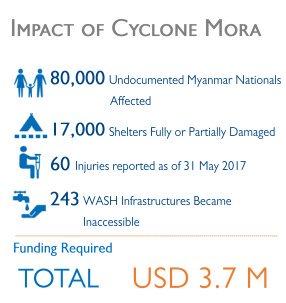 IMPACT OF CYCLONE MORA
80,000 Undocumented Myanmar Nationals
Affected
17,000 Shelters Fully or Partially Damaged
60 Injuries reported as of 31 May 2017
243 WASH Infrastructures Became
Inaccessible
Funding Required
TOTAL USD 3.7 M